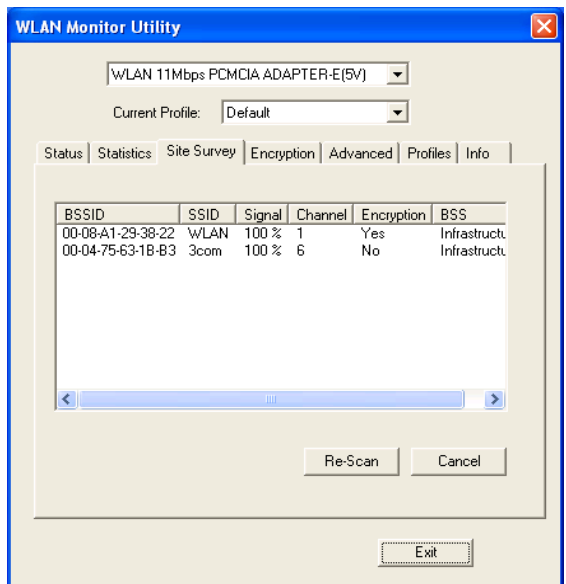 WLAN Monitor Utility
WLAN 11Mbps PCMCIA ADAPTER-E(5V)
Current Profile: Default
Status Statistics Site Survey Encryption Advanced Profiles Info
BSSID SSID Signal Channel Encryption BSS
00-08-A1-29-38-22 WLAN 100 % 1 Yes Infrastructu
00-04-75-63-1B-B3 3com 100 % 6 No Infrastructu
Re-Scan Cancel
Exit